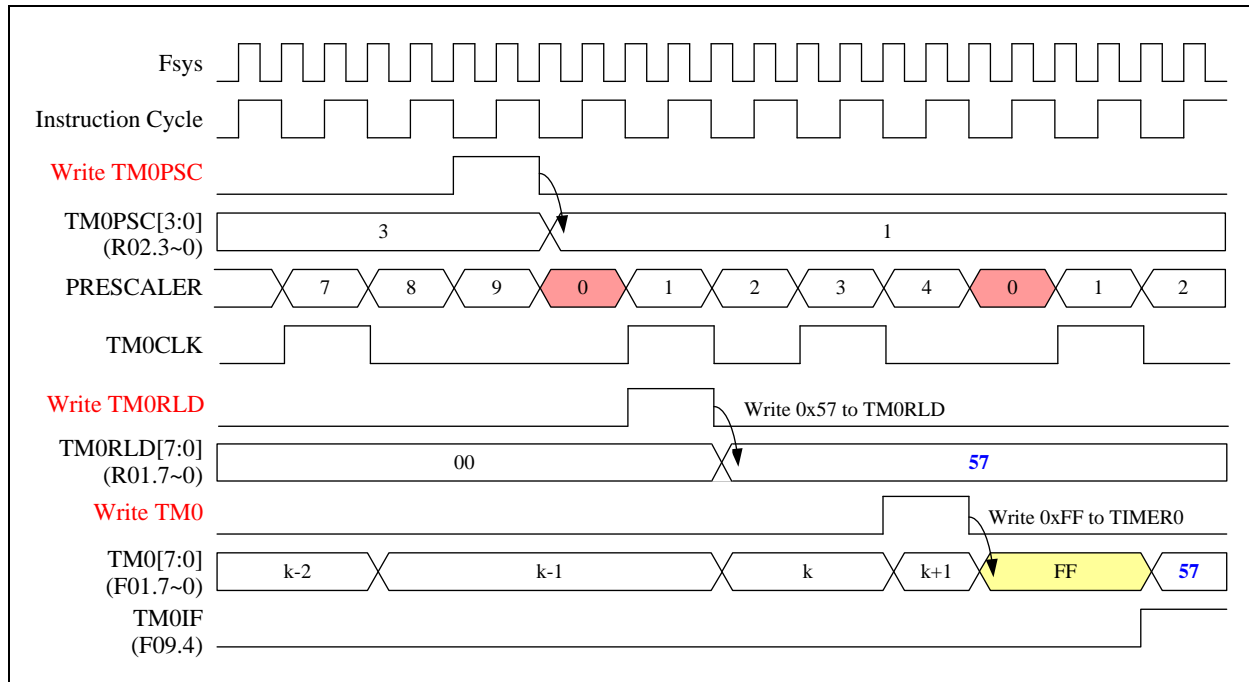 Fsys
Instruction Cycle
Write TM0PSC
TM0PSC[3:0]
(R02.3~0)
3 1
PRESCALER
7 8 9 0 1 2 3 4 0 1 2
TM0CLK
Write TM0RLD
Write 0x57 to TM0RLD
TM0RLD[7:0]
(R01.7~0)
00 57
Write TM0
Write 0xFF to TIMER0
TM0[7:0]
(F01.7~0)
k-2 k-1 k k+1 FF 57
TM0IF
(F09.4)